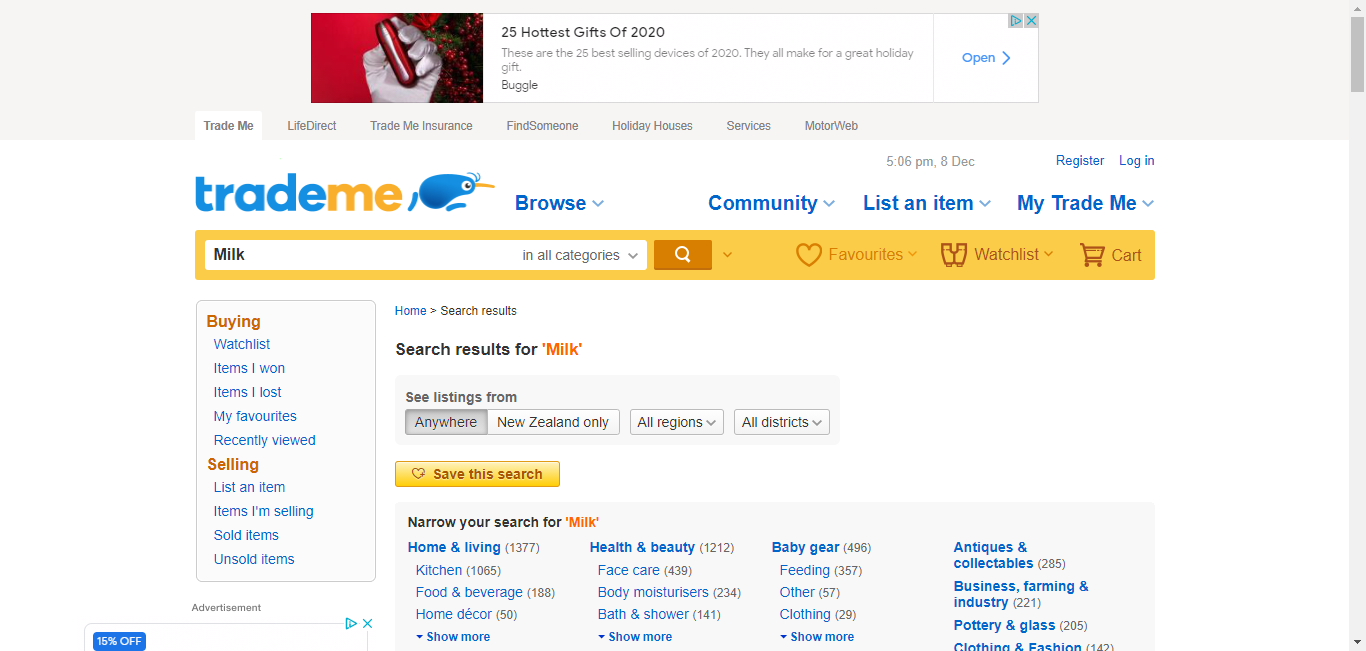 25 Hottest Gifts Of 2020
These are the 25 best selling devices of 2020. They all make for a great holiday
gift.
Buggle
Open
Trade Me LifeDirect Trade Me Insurance FindSomeone Holiday Houses Services MotorWeb
5:06 pm, 8 Dec Register Log in
trademe Browse Community List an item My Trade Me
Milk in all categories Favourites Watchlist Cart
Buying
Watchlist
Items I won
Items I lost
My favourites
Recently viewed
Selling
List an item
Items I'm selling
Sold items
Unsold items
Advertisement
15% OFF
Home > Search results
Search results for 'Milk'
See listings from
Anywhere New Zealand only All regions All districts
Save this search
Narrow your search for 'Milk'
Home & living (1377)
Kitchen (1065)
Food & beverage (188)
Home décor (50)
Show more
Health & beauty (1212)
Face care (439)
Body moisturisers (234)
Bath & shower (141)
Show more
Baby gear (496)
Feeding (357)
Other (57)
Clothing (29)
Show more
Antiques &
collectables (285)
Business, farming &
industry (221)
Pottery & glass (205)
Clothing & Fashion (142)